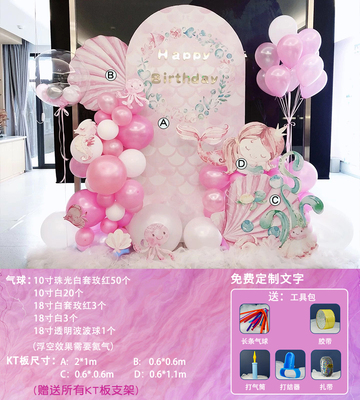 Happy
Birthday
B
A
D
C
气球：10寸珠光白套玫红50个
10寸白20个
18寸白套玫红3个
18寸白3个
18寸透明波波球1个
(浮空效果需要氦气)
KT板尺寸：A: 2*1m B: 0.6*0.6m
C: 0.6*0.6m D: 0.6*1.1m
(赠送所有KT板支架)
免费定制文字
送：工具包
长条气球
胶带
打气筒
打结器
扎带